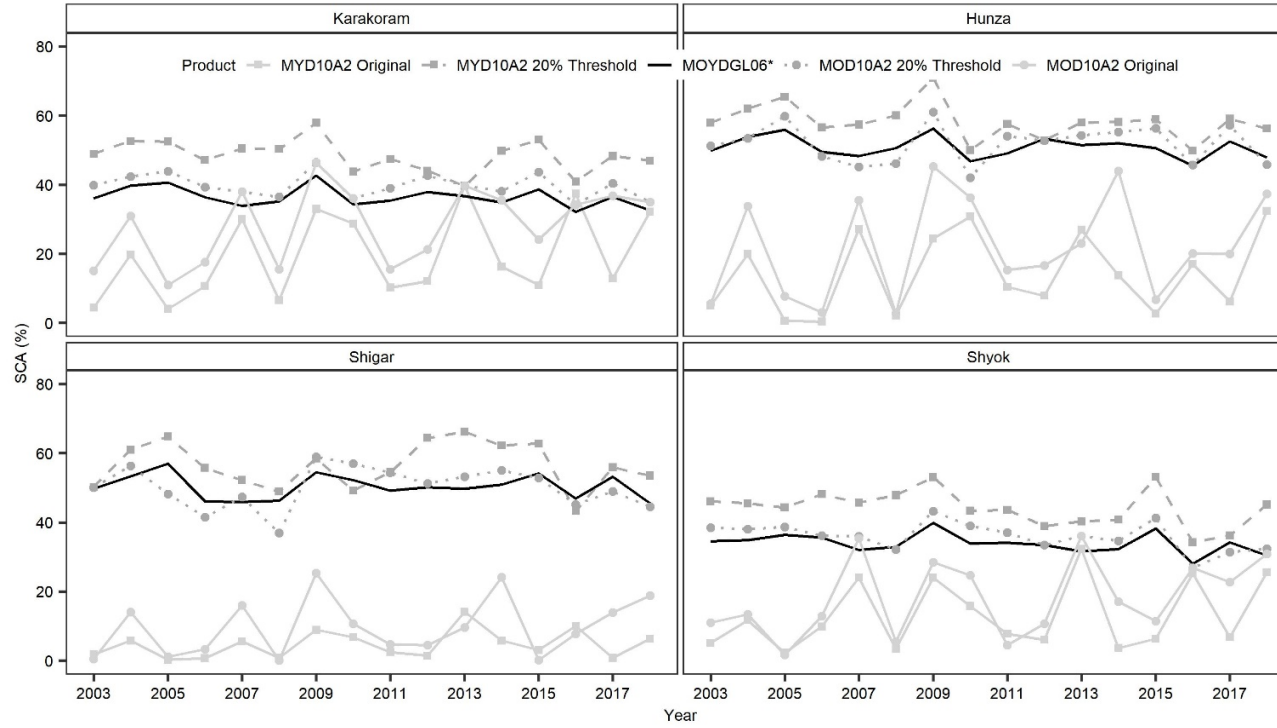 Karakoram
Hunza
Product MYD10A2 Original MYD10A2 20% Threshold MOYDGL06* MOD10A2 20% Threshold MOD10A2 Original
80
60
40
20
0
Shigar
Shyok
80
60
40
20
0
SCA (%)
2003 2005 2007 2009 2011 2013 2015 2017 2003 2005 2007 2009 2011 2013 2015 2017
Year